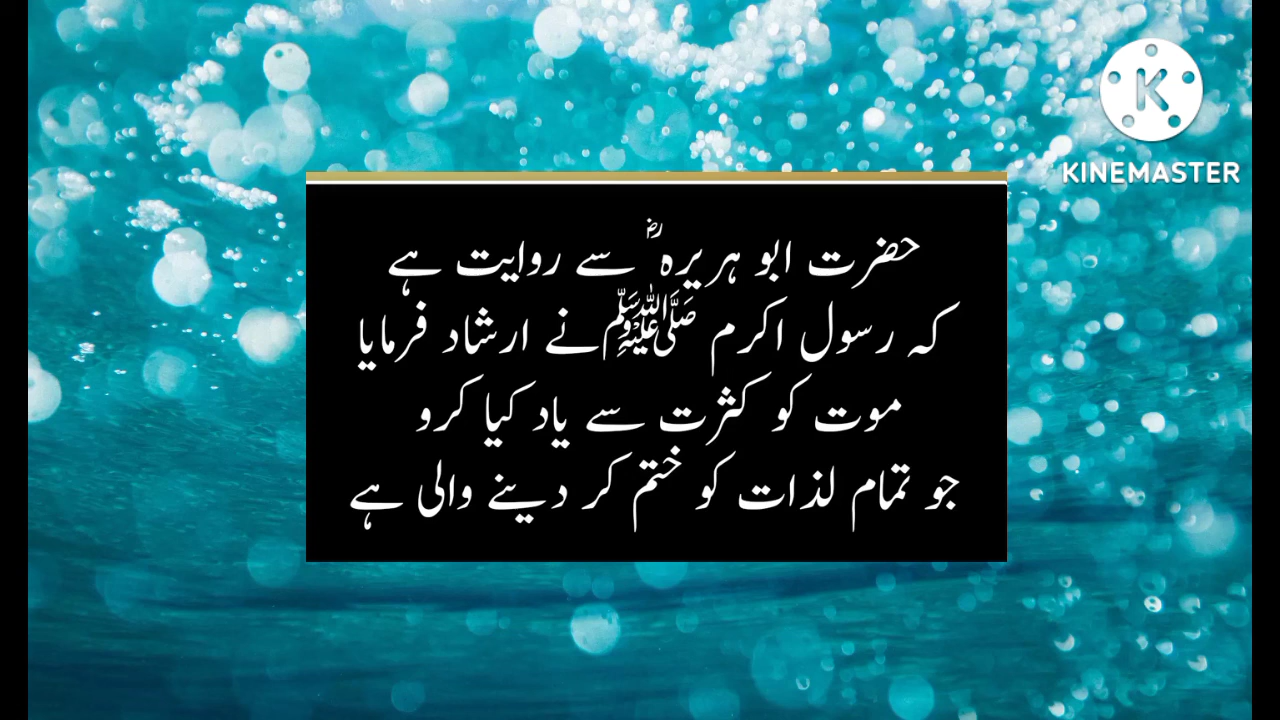 KINEMASTER
حضرت ابو ہریرہ ؓ سے روایت ہے
کہ رسول اکرم ﷺ نے ارشاد فرمایا
موت کو کثرت سے یاد کیا کرو
جو تمام لذات کو ختم کر دینے والی ہے